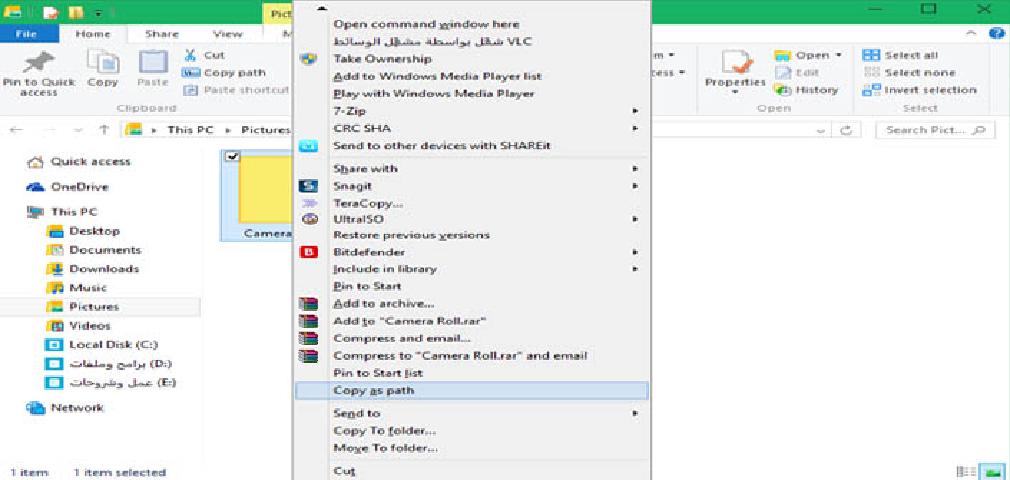 Pict
File
Home
Share
View
M
Pin to Quick access
Copy
Paste
Cut
Copy path
Paste shortcut
Clipboard
Properties
Open
Edit
History
Open
Select all
Select none
Invert selection
Select
This PC
Pictures
Search Pict...
Quick access
OneDrive
This PC
Desktop
Documents
Downloads
Music
Pictures
Videos
Local Disk (C:)
برامج وملفات (D:)
عمل وشروحات (E:)
Network
Camera
Open command window here
شغّل بواسطة مشغّل الوسائط VLC
Take Ownership
Add to Windows Media Player list
Play with Windows Media Player
7-Zip
CRC SHA
Send to other devices with SHAREit
Share with
Snagit
TeraCopy...
UltraISO
Restore previous versions
Bitdefender
Include in library
Pin to Start
Add to archive...
Add to "Camera Roll.rar"
Compress and email...
Compress to "Camera Roll.rar" and email
Pin to Start list
Copy as path
Send to
Copy To folder...
Move To folder...
Cut
1 item
1 item selected